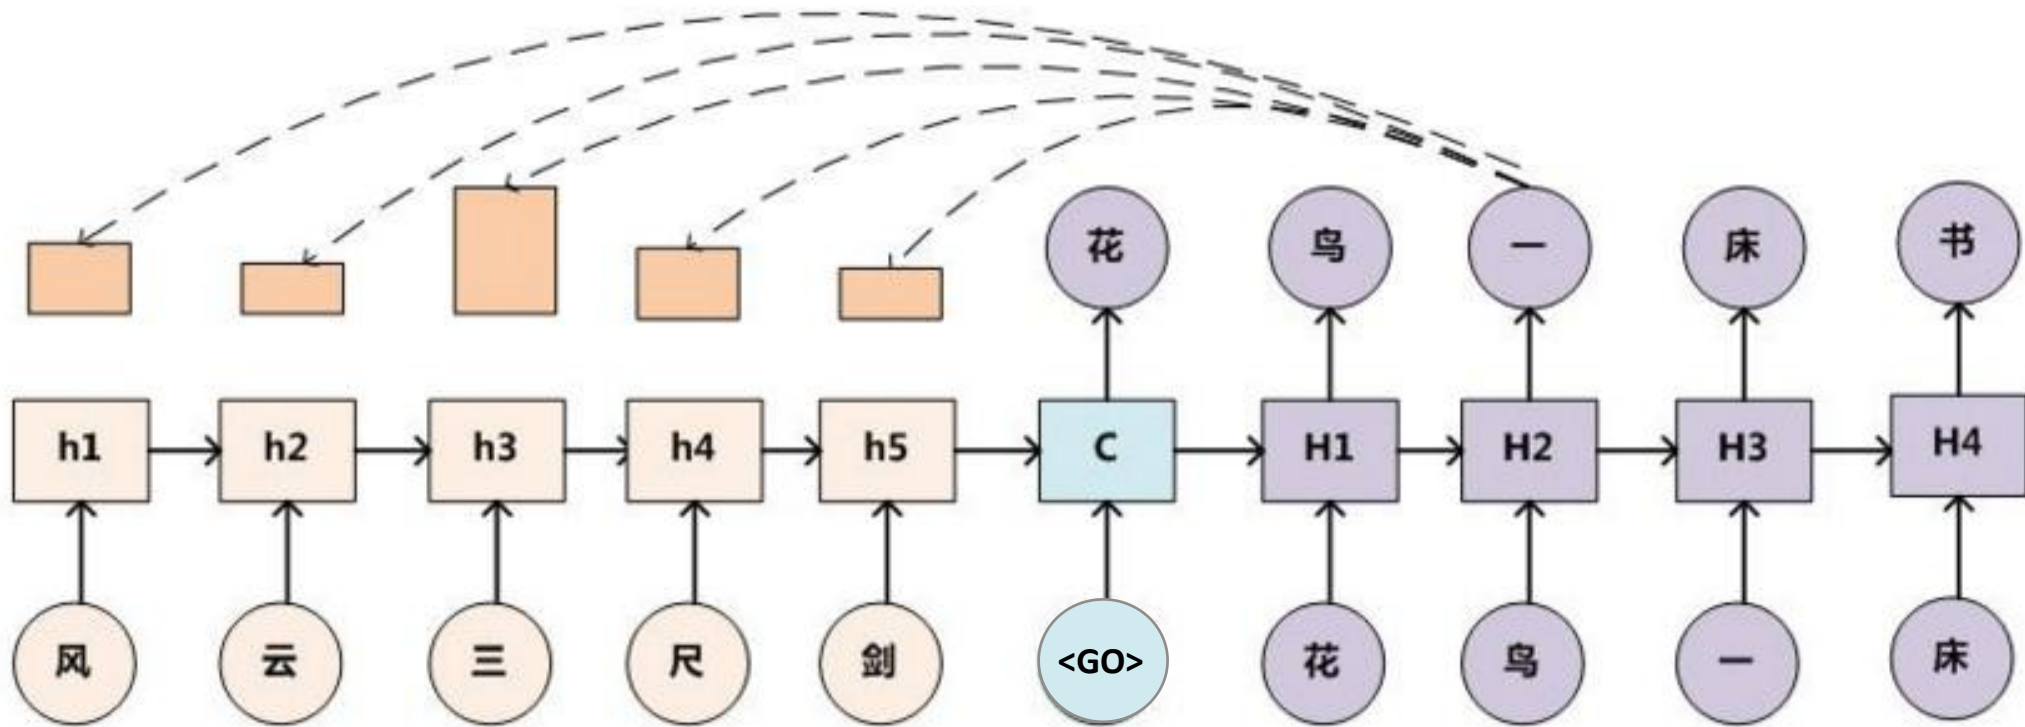 花 鸟 一 床 书
h1 h2 h3 h4 h5 C H1 H2 H3 H4
风 云 三 尺 剑 <GO> 花 鸟 一 床